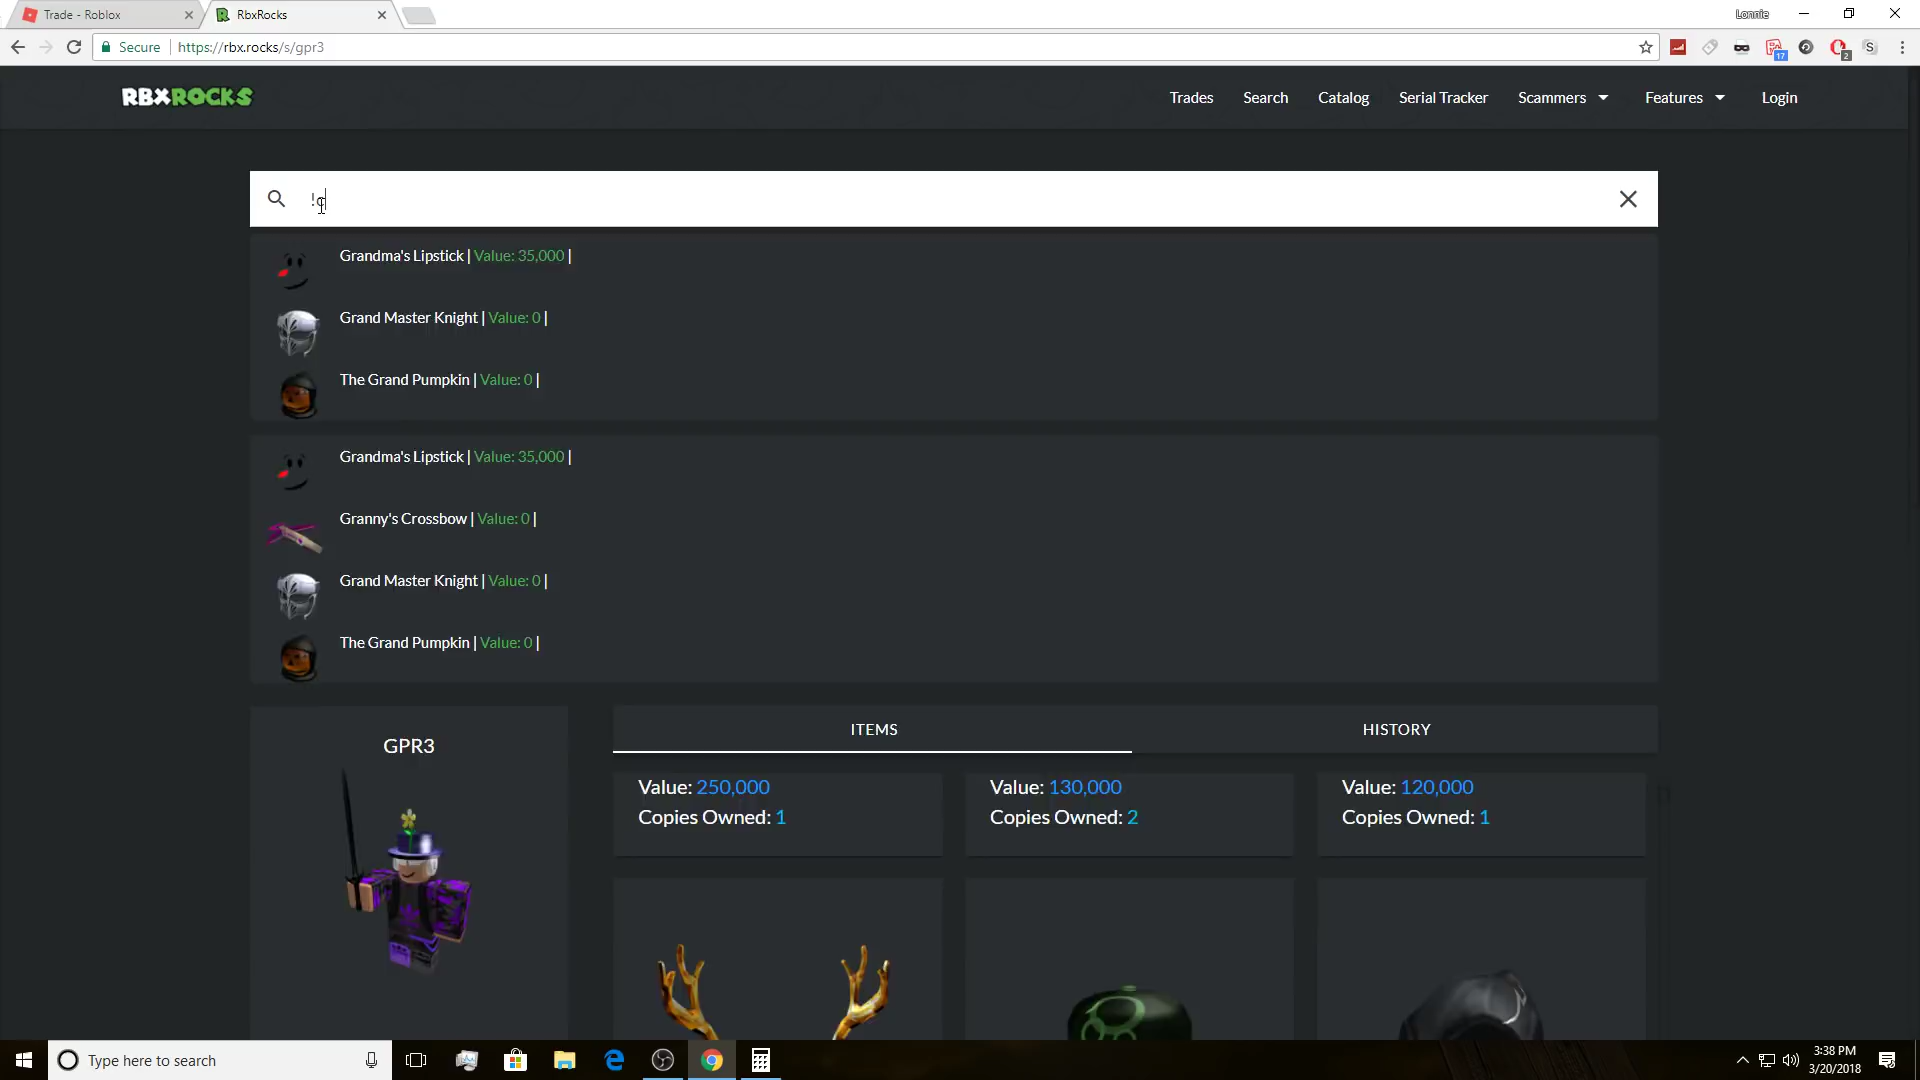 Trade - Roblox
RbxRocks
Lonnie
Secure
https://rbx.rocks/s/gpr3
17
2
S
RBXROCKS
Trades
Search
Catalog
Serial Tracker
Scammers
Features
Login
Grandma's Lipstick | Value: 35,000 |
Grand Master Knight | Value: 0 |
The Grand Pumpkin | Value: 0 |
Grandma's Lipstick | Value: 35,000 |
Granny's Crossbow | Value: 0 |
Grand Master Knight | Value: 0 |
The Grand Pumpkin | Value: 0 |
GPR3
ITEMS
HISTORY
Value: 250,000
Copies Owned: 1
Value: 130,000
Copies Owned: 2
Value: 120,000
Copies Owned: 1
Type here to search
3:38 PM
3/20/2018